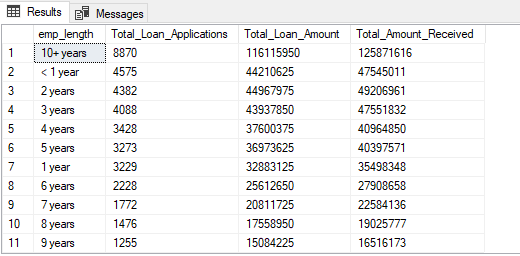 Results Messages
emp_length Total_Loan_Applications Total_Loan_Amount Total_Amount_Received
1 10+ years 8870 116115950 125871616
2 < 1 year 4575 44210625 47545011
3 2 years 4382 44967975 49206961
4 3 years 4088 43937850 47551832
5 4 years 3428 37600375 40964850
6 5 years 3273 36973625 40397571
7 1 year 3229 32883125 35498348
8 6 years 2228 25612650 27908658
9 7 years 1772 20811725 22584136
10 8 years 1476 17558950 19025777
11 9 years 1255 15084225 16516173